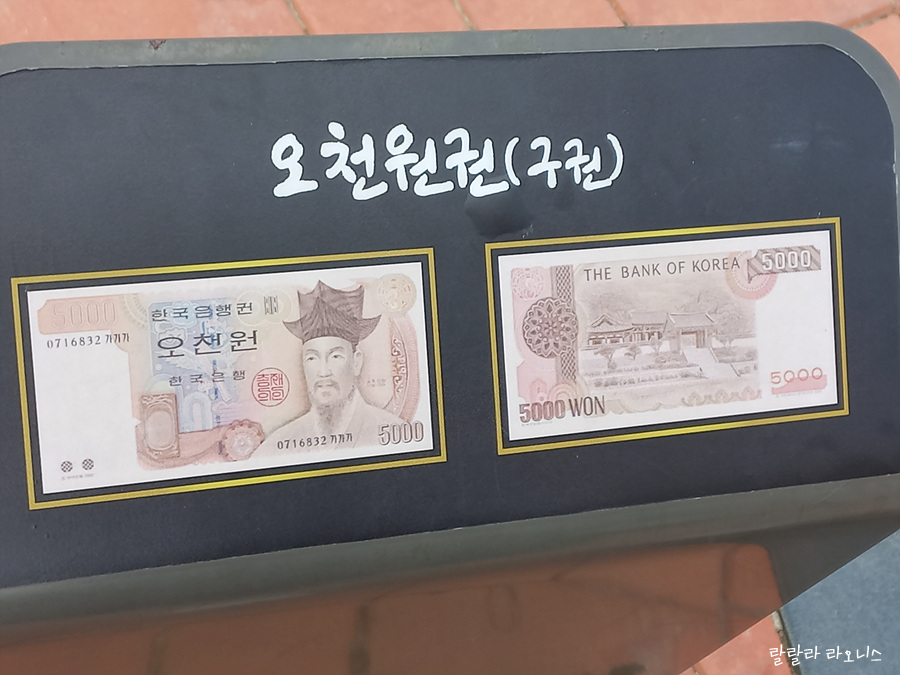 오천원권(구권)
5000
한국은행권
0716832 가가가
오천원
한국은행
0716832 가가가
5000
THE BANK OF KOREA
5000
5000
5000 WON
랄랄라 라오니스